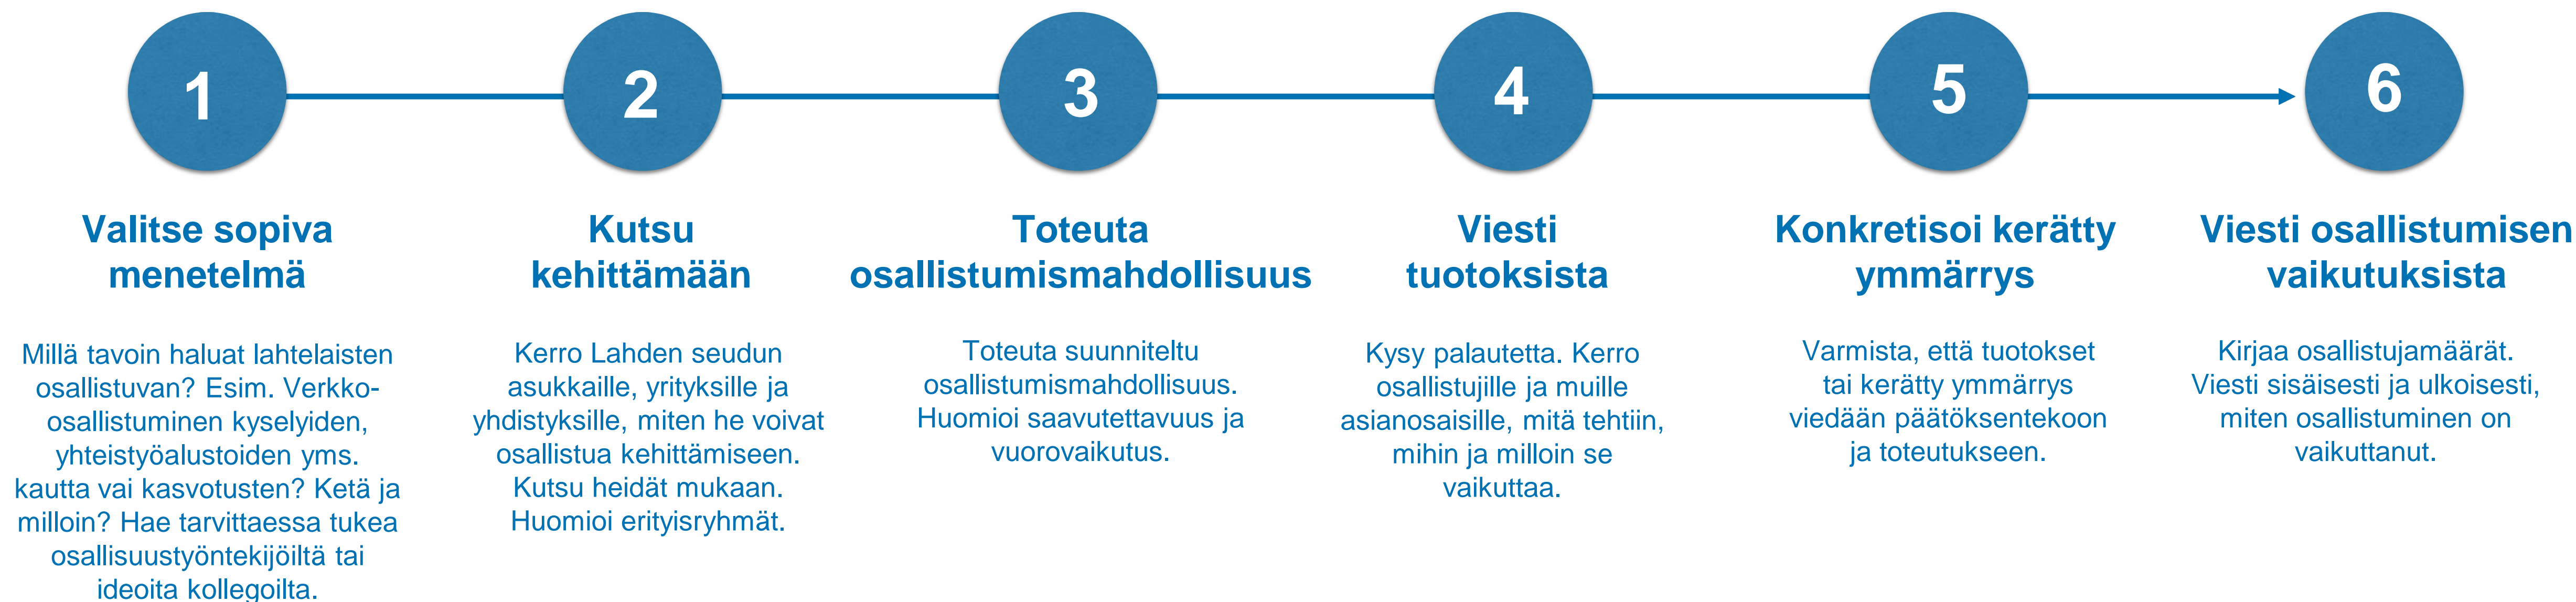 1
2
3
4
5
6
Valitse sopiva
menetelmä
Millä tavoin haluat lahtelaisten
osallistuvan? Esim. Verkko-
osallistuminen kyselyiden,
yhteistyöalustoiden yms.
kautta vai kasvotusten? Ketä ja
milloin? Hae tarvittaessa tukea
osallisuustyöntekijöiltä tai
ideoita kollegoilta.
Kutsu
kehittämään
Kerro Lahden seudun
asukkaille, yrityksille ja
yhdistyksille, miten he voivat
osallistua kehittämiseen.
Kutsu heidät mukaan.
Huomioi erityisryhmät.
Toteuta
osallistumismahdollisuus
Toteuta suunniteltu
osallistumismahdollisuus.
Huomioi saavutettavuus ja
vuorovaikutus.
Viesti
tuotoksista
Kysy palautetta. Kerro
osallistujille ja muille
asianosaisille, mitä tehtiin,
mihin ja milloin se
vaikuttaa.
Konkretisoi kerätty
ymmärrys
Varmista, että tuotokset
tai kerätty ymmärrys
viedään päätöksentekoon
ja toteutukseen.
Viesti osallistumisen
vaikutuksista
Kirjaa osallistujamäärät.
Viesti sisäisesti ja ulkoisesti,
miten osallistuminen on
vaikuttanut.